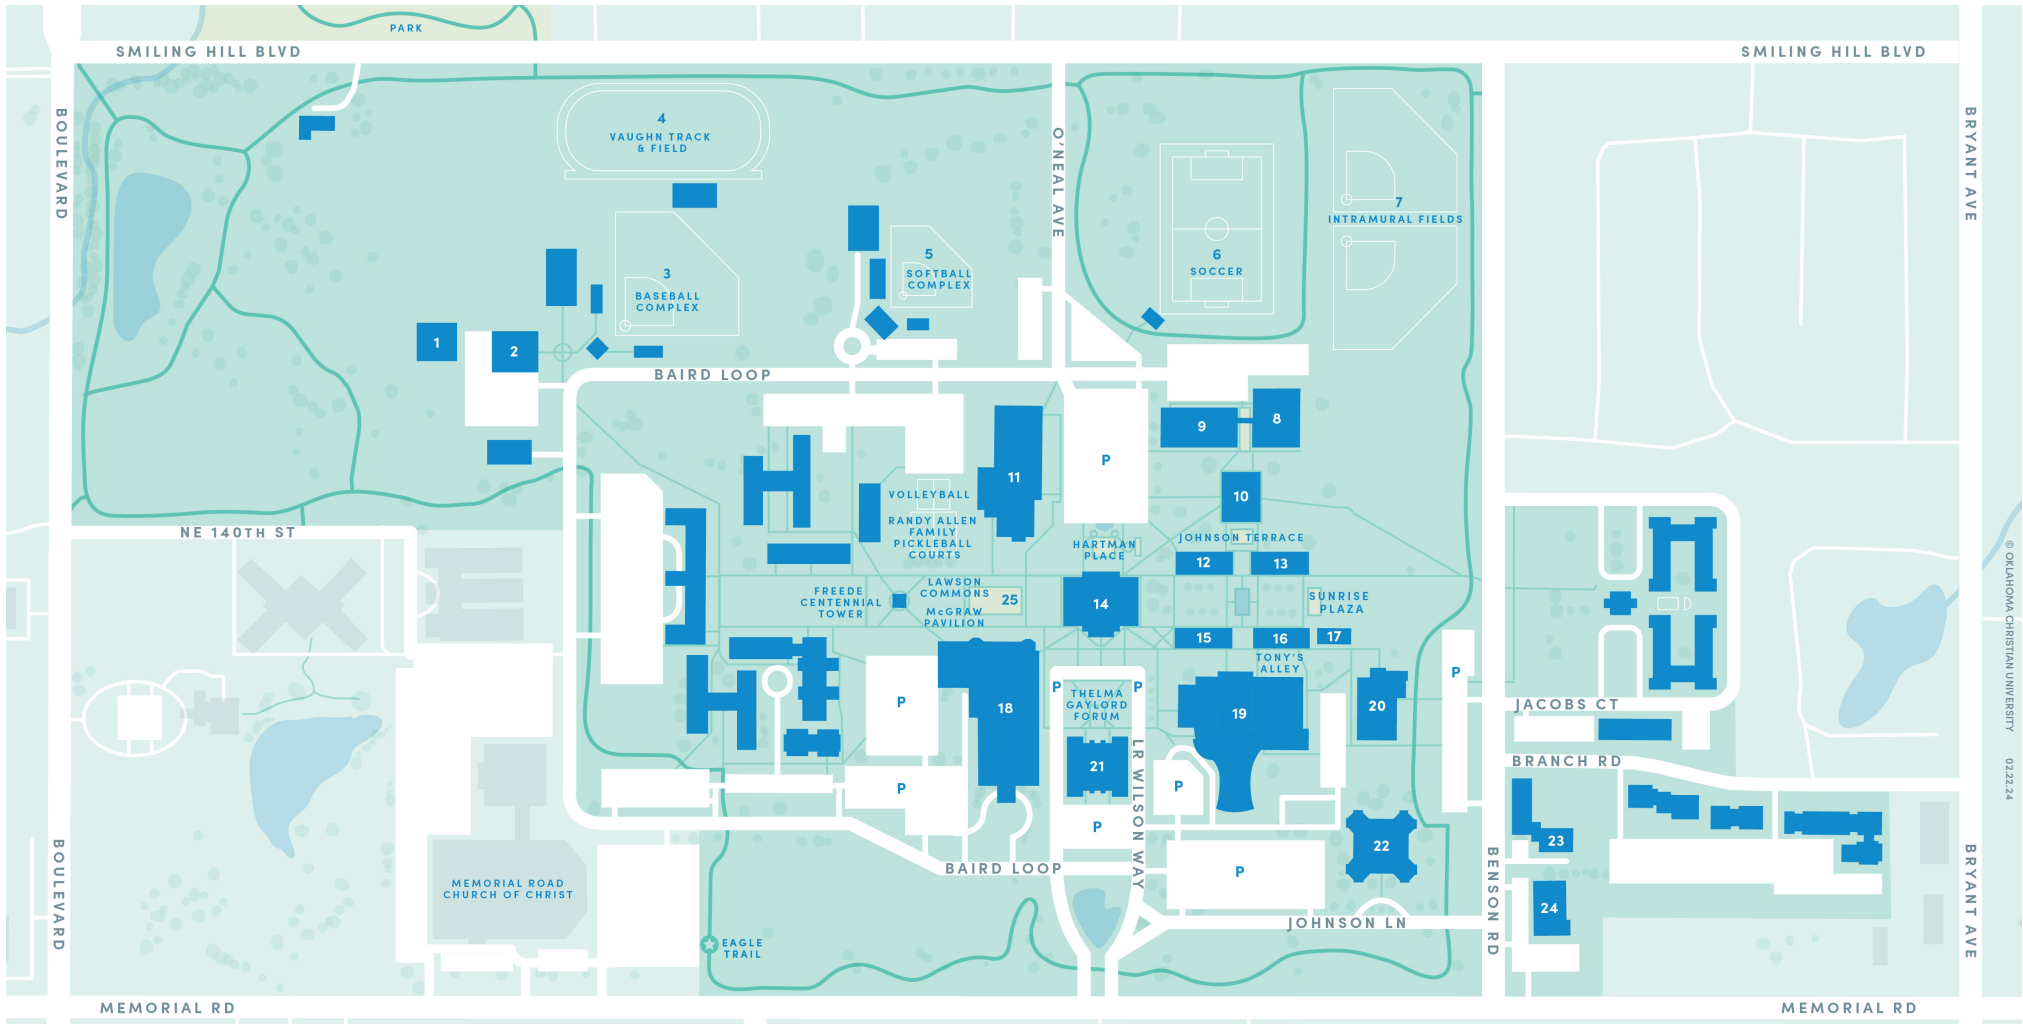 PARK
SMILING HILL BLVD
SMILING HILL BLVD
BOULEVARD
O'NEAL AVE
BRYANT AVE
4
VAUGHN TRACK
& FIELD
7
INTRAMURAL FIELDS
6
SOCCER
5
SOFTBALL
COMPLEX
3
BASEBALL
COMPLEX
1
2
BAIRD LOOP
8
9
P
11
10
VOLLEYBALL
RANDY ALLEN
FAMILY
PICKLEBALL
COURTS
NE 140TH ST
HARTMAN
PLACE
JOHNSON TERRACE
12
13
FREEDE
CENTENNIAL
TOWER
LAWSON
COMMONS
25
McGRAW
PAVILION
14
SUNRISE
PLAZA
15
16
17
TONY'S
ALLEY
P
P
P
P
THELMA
GAYLORD
FORUM
18
19
20
JACOBS CT
21
LR WILSON WAY
BRANCH RD
P
P
P
22
23
BOULEVARD
BAIRD LOOP
P
BENSON RD
BRYANT AVE
MEMORIAL ROAD
CHURCH OF CHRIST
24
JOHNSON LN
EAGLE
TRAIL
MEMORIAL RD
MEMORIAL RD
© OKLAHOMA CHRISTIAN UNIVERSITY 02.22.24